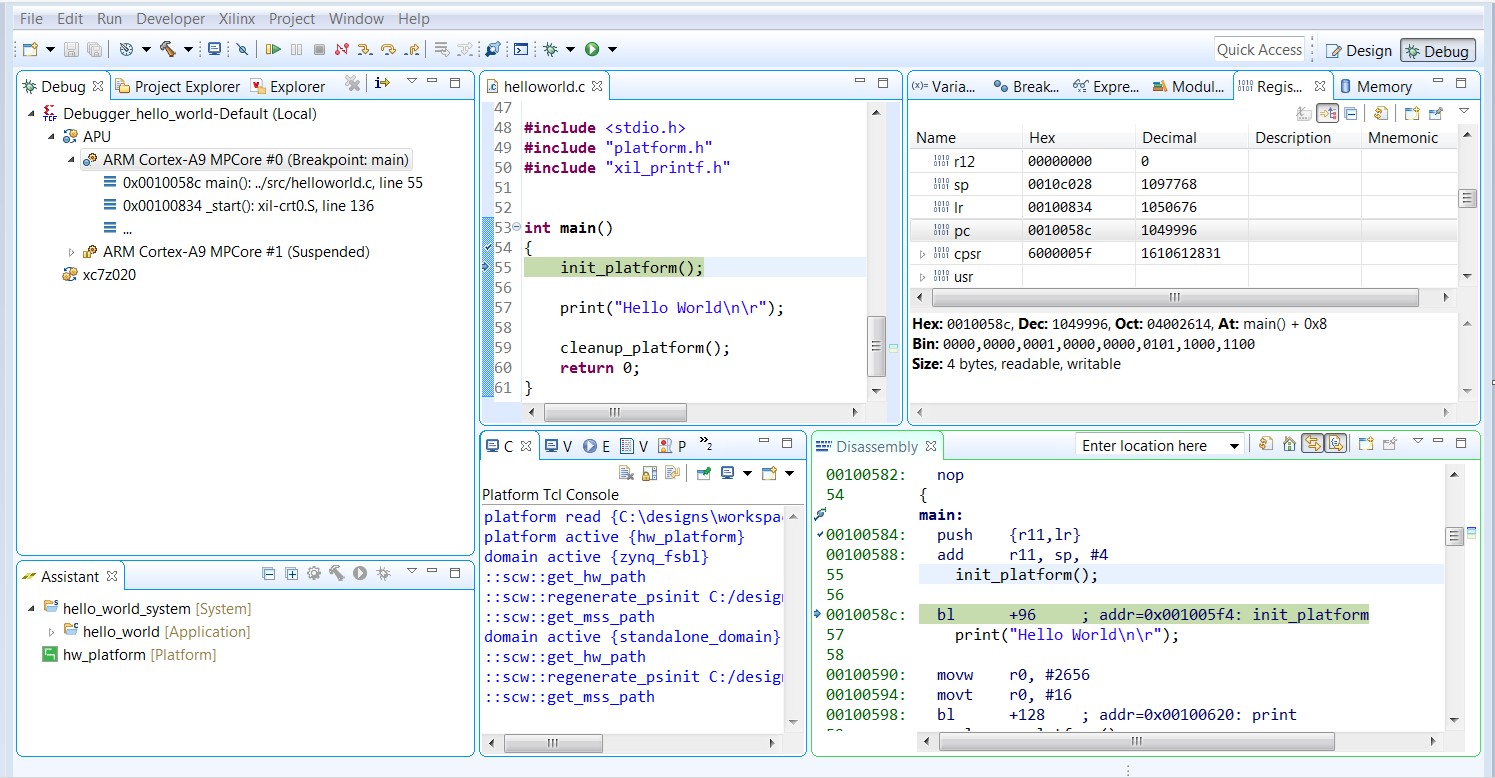 File Edit Run Developer Xilinx Project Window Help
Quick Access Design Debug
Debug Project Explorer Explorer
Debugger_hello_world-Default (Local)
APU
ARM Cortex-A9 MPCore #0 (Breakpoint: main)
0x0010058c main(): ../src/helloworld.c, line 55
0x00100834 _start(): xil-crt0.S, line 136
...
ARM Cortex-A9 MPCore #1 (Suspended)
xc7z020
helloworld.c
47
48 #include <stdio.h>
49 #include "platform.h"
50 #include "xil_printf.h"
51
52
53 int main()
54 {
55 init_platform();
56
57 print("Hello World\n\r");
58
59 cleanup_platform();
60 return 0;
61 }
(x)= Varia... Break... Expre... Modul... Regis... Memory
Name Hex Decimal Description Mnemonic
r12 00000000 0
sp 0010c028 1097768
lr 00100834 1050676
pc 0010058c 1049996
cpsr 6000005f 1610612831
usr
Hex: 0010058c, Dec: 1049996, Oct: 04002614, At: main() + 0x8
Bin: 0000,0000,0001,0000,0000,0101,1000,1100
Size: 4 bytes, readable, writable
Assistant
hello_world_system [System]
hello_world [Application]
hw_platform [Platform]
C V E V P »2
Platform Tcl Console
platform read {C:\designs\workspa
platform active {hw_platform}
domain active {zynq_fsbl}
::scw::get_hw_path
::scw::regenerate_psinit C:/desig
::scw::get_mss_path
domain active {standalone_domain}
::scw::get_hw_path
::scw::regenerate_psinit C:/desig
::scw::get_mss_path
Disassembly Enter location here
00100582: nop
54 {
main:
00100584: push {r11,lr}
00100588: add r11, sp, #4
55 init_platform();
56
0010058c: bl +96 ; addr=0x001005f4: init_platform
57 print("Hello World\n\r");
58
00100590: movw r0, #2656
00100594: movt r0, #16
00100598: bl +128 ; addr=0x00100620: print